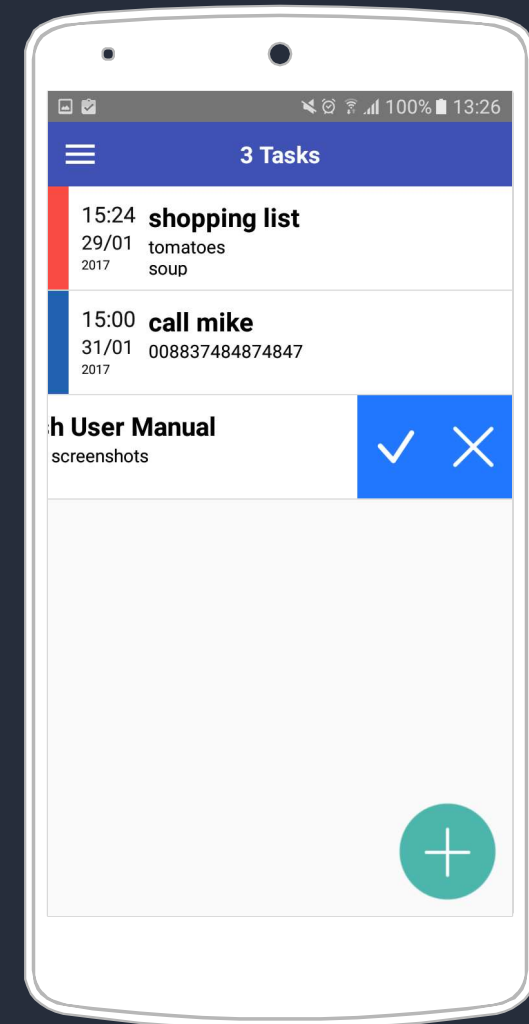 100% 13:26
3 Tasks
15:24 shopping list
29/01 tomatoes
2017 soup
15:00 call mike
31/01 008837484874847
2017
h User Manual
screenshots